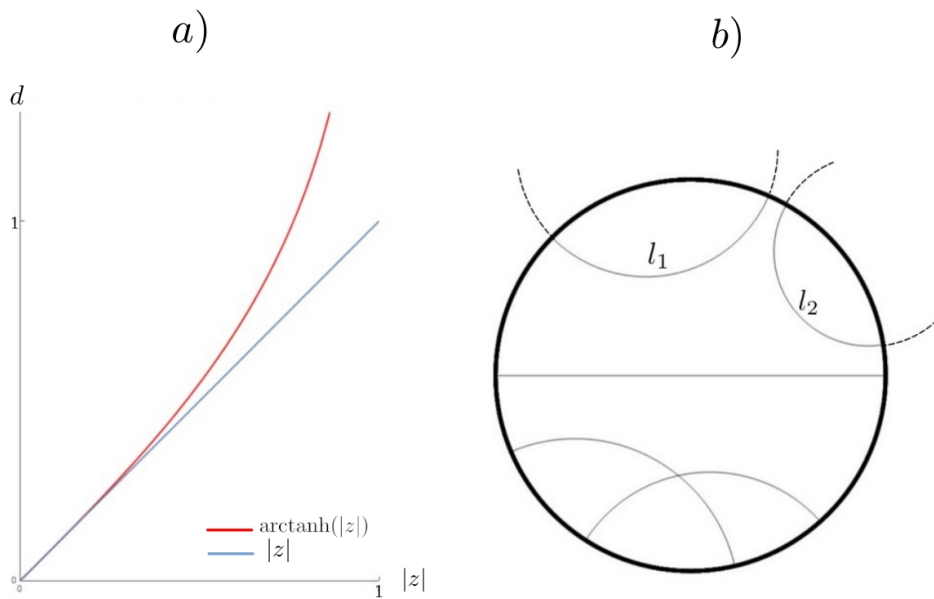 a)
b)
d
1
arctanh(|z|)
|z|
0
0
1
|z|
l₁
l₂